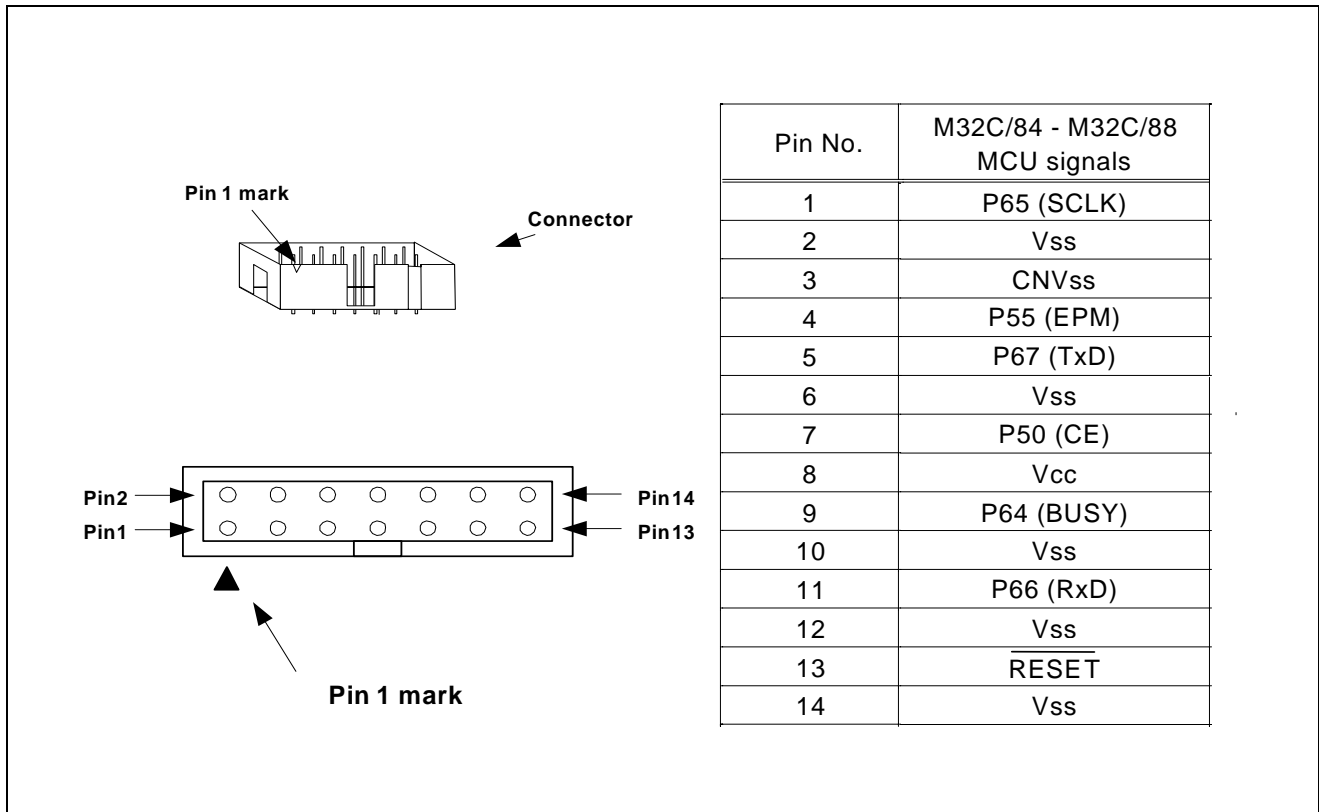 Pin 1 mark
Connector
Pin2
Pin1
Pin14
Pin13
Pin 1 mark
Pin No. M32C/84 - M32C/88
MCU signals
1 P65 (SCLK)
2 Vss
3 CNVss
4 P55 (EPM)
5 P67 (TxD)
6 Vss
7 P50 (CE)
8 Vcc
9 P64 (BUSY)
10 Vss
11 P66 (RxD)
12 Vss
13 RESET
14 Vss